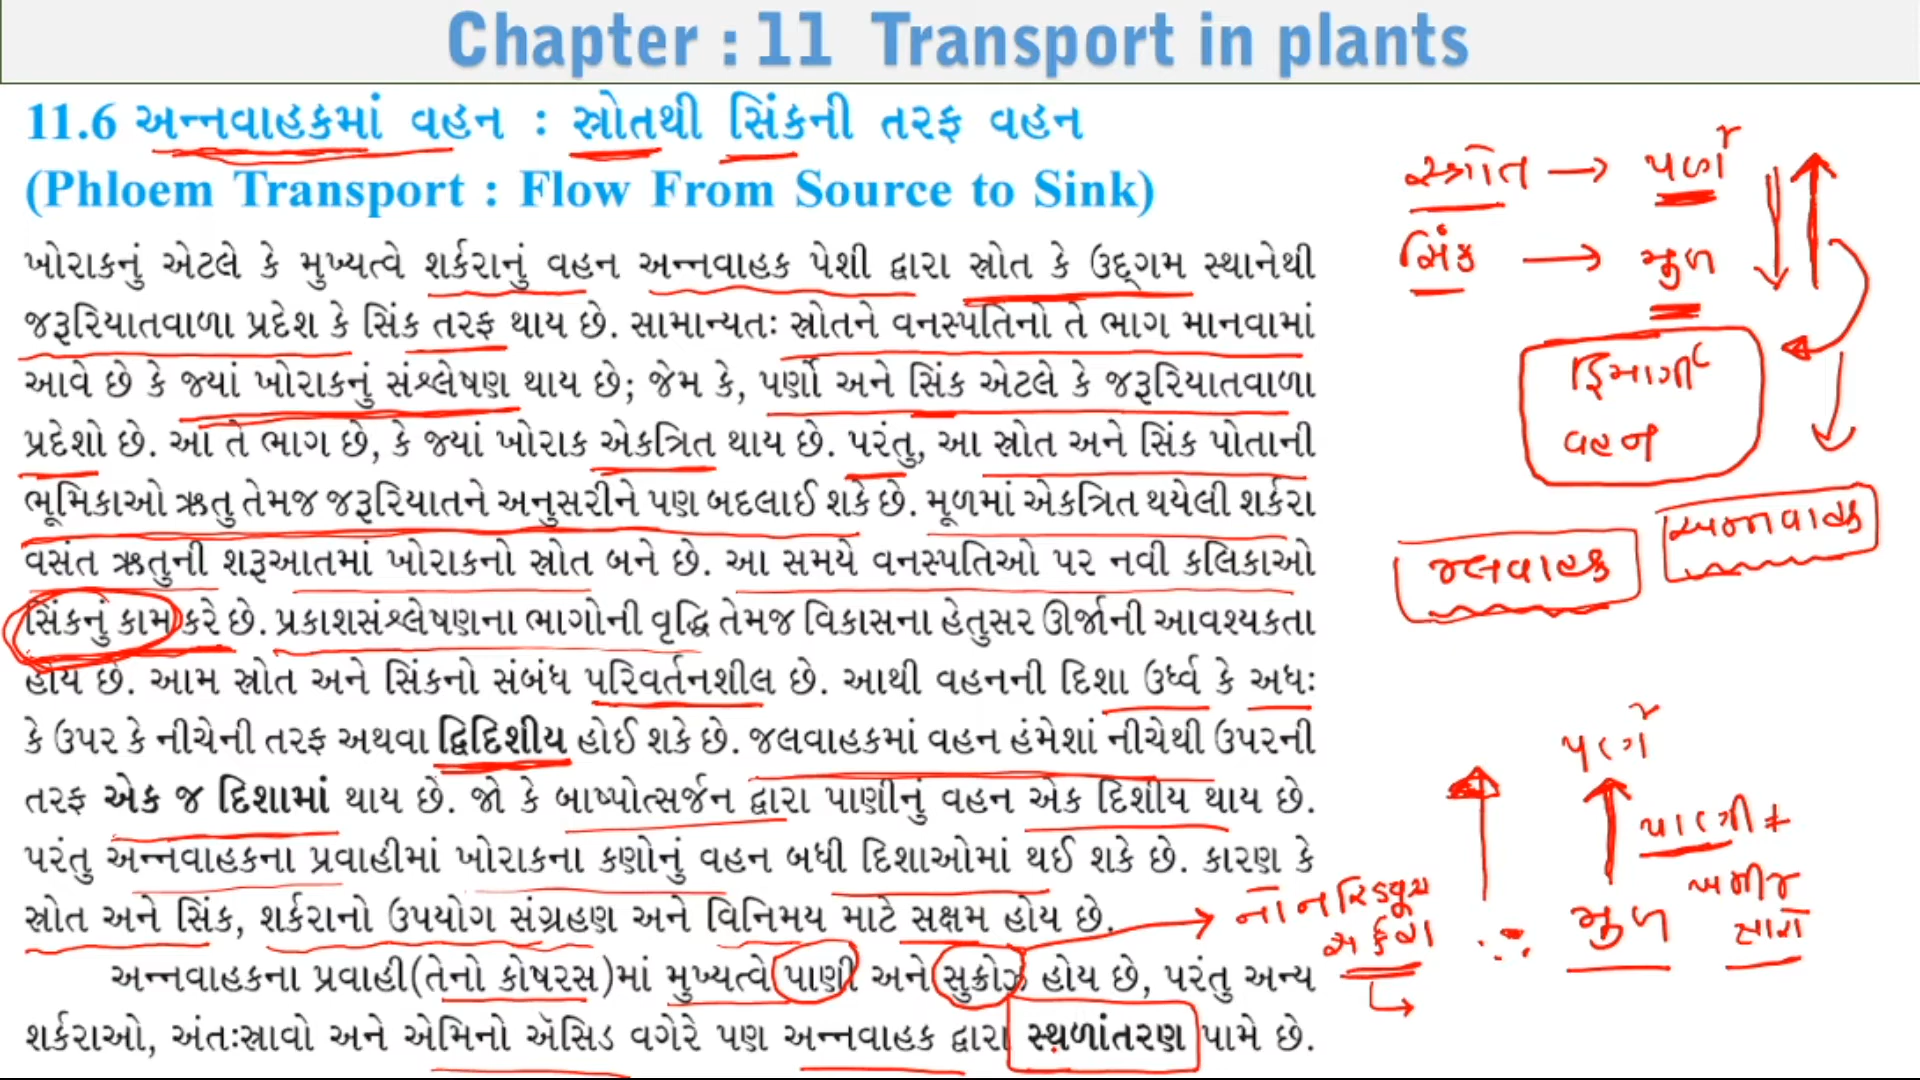 Chapter : 11 Transport in plants
11.6 અન્નવાહકમાં વહન : સ્રોતથી સિંકની તરફ વહન
(Phloem Transport : Flow From Source to Sink)
ખોરાકનું એટલે કે મુખ્યત્વે શર્કરાનું વહન અન્નવાહક પેશી દ્વારા સ્રોત કે ઉદ્ગમ સ્થાનેથી
જરૂરિયાતવાળા પ્રદેશ કે સિંક તરફ થાય છે. સામાન્યતઃ સ્રોતને વનસ્પતિનો તે ભાગ માનવામાં
આવે છે કે જ્યાં ખોરાકનું સંશ્લેષણ થાય છે; જેમ કે, પર્ણો અને સિંક એટલે કે જરૂરિયાતવાળા
પ્રદેશો છે. આ તે ભાગ છે, કે જ્યાં ખોરાક એકત્રિત થાય છે. પરંતુ, આ સ્રોત અને સિંક પોતાની
ભૂમિકાઓ ઋતુ તેમજ જરૂરિયાતને અનુસરીને પણ બદલાઈ શકે છે. મૂળમાં એકત્રિત થયેલી શર્કરા
વસંત ઋતુની શરૂઆતમાં ખોરાકનો સ્રોત બને છે. આ સમયે વનસ્પતિઓ પર નવી કલિકાઓ
સિંકનું કામ કરે છે. પ્રકાશસંશ્લેષણના ભાગોની વૃદ્ધિ તેમજ વિકાસના હેતુસર ઊર્જાની આવશ્યકતા
હોય છે. આમ સ્રોત અને સિંકનો સંબંધ પરિવર્તનશીલ છે. આથી વહનની દિશા ઉર્ધ્વ કે અધઃ
કે ઉપર કે નીચેની તરફ અથવા દ્વિદિશીય હોઈ શકે છે. જલવાહકમાં વહન હંમેશાં નીચેથી ઉપરની
તરફ એક જ દિશામાં થાય છે. જો કે બાષ્પોત્સર્જન દ્વારા પાણીનું વહન એક દિશીય થાય છે.
પરંતુ અન્નવાહકના પ્રવાહીમાં ખોરાકના કણોનું વહન બધી દિશાઓમાં થઈ શકે છે. કારણ કે
સ્રોત અને સિંક, શર્કરાનો ઉપયોગ સંગ્રહણ અને વિનિમય માટે સક્ષમ હોય છે.
અન્નવાહકના પ્રવાહી(તેનો કોષરસ)માં મુખ્યત્વે પાણી અને સુક્રોઝ હોય છે, પરંતુ અન્ય
શર્કરાઓ, અંતઃસ્રાવો અને એમિનો ઍસિડ વગેરે પણ અન્નવાહક દ્વારા સ્થળાંતરણ પામે છે.
સ્ત્રોત → પર્ણ
સિંક → મુળ
દ્વિમાર્ગી
વહન
જલવાહક
અન્નવાહક
પર્ણ
પાણી +
ખનીજ
મુળ